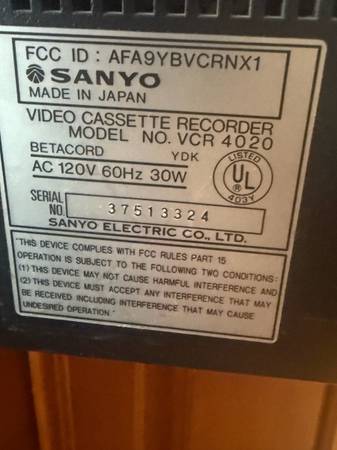 FCC ID : AFA9YBVCRNX1
SANYO
MADE IN JAPAN
VIDEO CASSETTE RECORDER
MODEL NO. VCR 4020
BETACORD YDK
AC 120V 60Hz 30W
LISTED
UL
403Y
SERIAL
NO. 37513324
SANYO ELECTRIC CO., LTD.
"THIS DEVICE COMPLIES WITH FCC RULES PART 15
OPERATION IS SUBJECT TO THE FOLLOWING TWO CONDITIONS:
(1) THIS DEVICE MAY NOT CAUSE HARMFUL INTERFERENCE AND
(2) THIS DEVICE MUST ACCEPT ANY INTERFERENCE THAT MAY
BE RECEIVED INCLUDING INTERFERENCE THAT MAY CAUSE
UNDESIRED OPERATION"